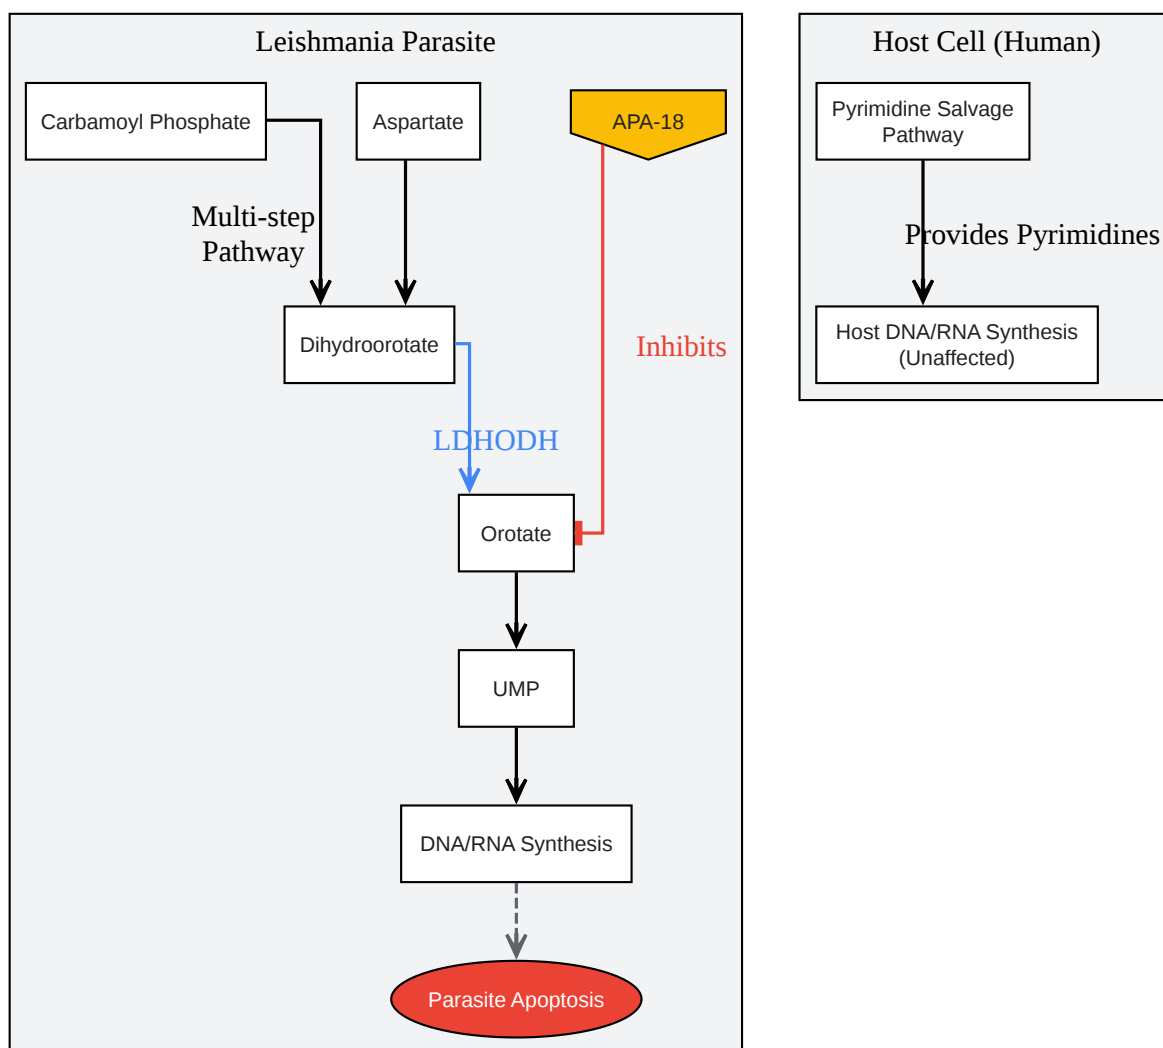 Leishmania Parasite
Carbamoyl Phosphate
Aspartate
APA-18
Multi-step
Pathway
Dihydroorotate
Inhibits
LDHODH
Orotate
UMP
DNA/RNA Synthesis
Parasite Apoptosis
Host Cell (Human)
Pyrimidine Salvage
Pathway
Provides Pyrimidines
Host DNA/RNA Synthesis
(Unaffected)